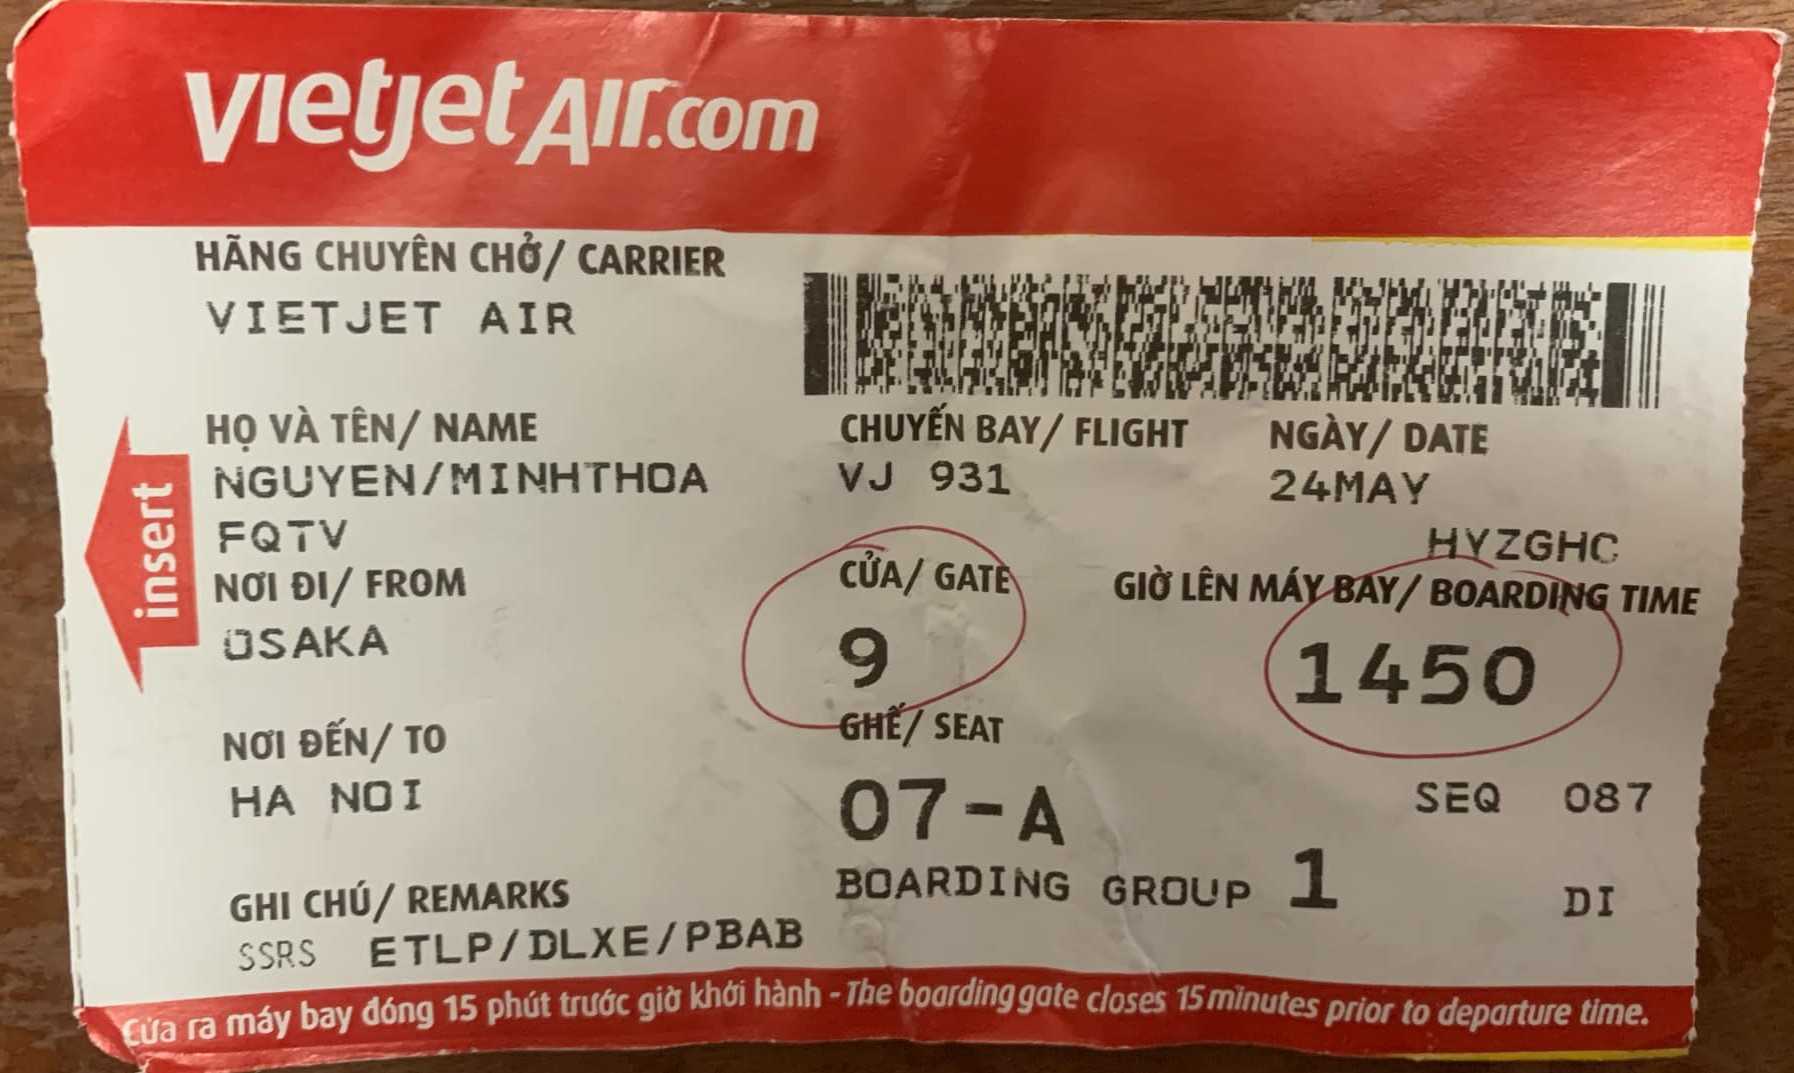 vietjetAir.com
HÃNG CHUYÊN CHỞ/ CARRIER
VIETJET AIR
HỌ VÀ TÊN/ NAME
NGUYEN/MINHTHOA
FQTV
CHUYẾN BAY/ FLIGHT
VJ 931
NGÀY/ DATE
24MAY
HYZGHC
insert
NƠI ĐI/ FROM
OSAKA
CỬA/ GATE
9
GIỜ LÊN MÁY BAY/ BOARDING TIME
1450
NƠI ĐẾN/ TO
HA NOI
GHẾ/ SEAT
07-A
SEQ 087
BOARDING GROUP 1
DI
GHI CHÚ/ REMARKS
SSRS ETLP/DLXE/PBAB
Cửa ra máy bay đóng 15 phút trước giờ khởi hành - The boarding gate closes 15 minutes prior to departure time.